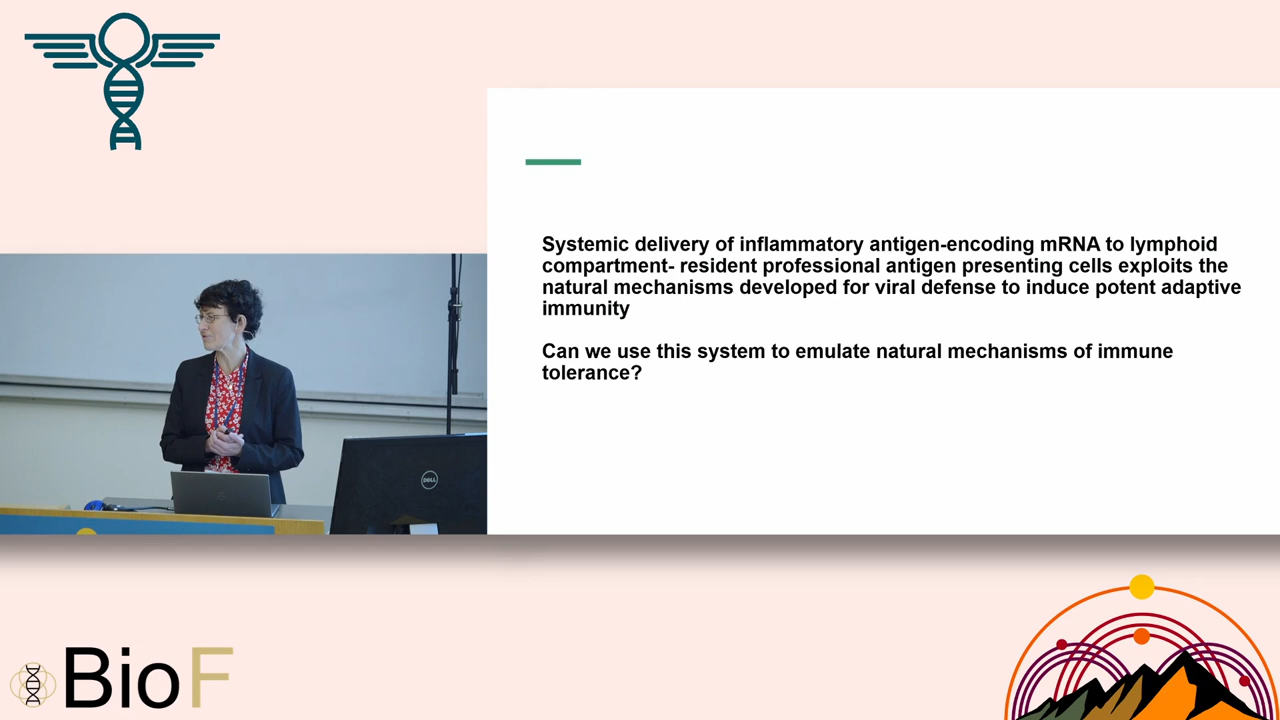 Systemic delivery of inflammatory antigen-encoding mRNA to lymphoid
compartment- resident professional antigen presenting cells exploits the
natural mechanisms developed for viral defense to induce potent adaptive
immunity
Can we use this system to emulate natural mechanisms of immune
tolerance?
DELL
BioF